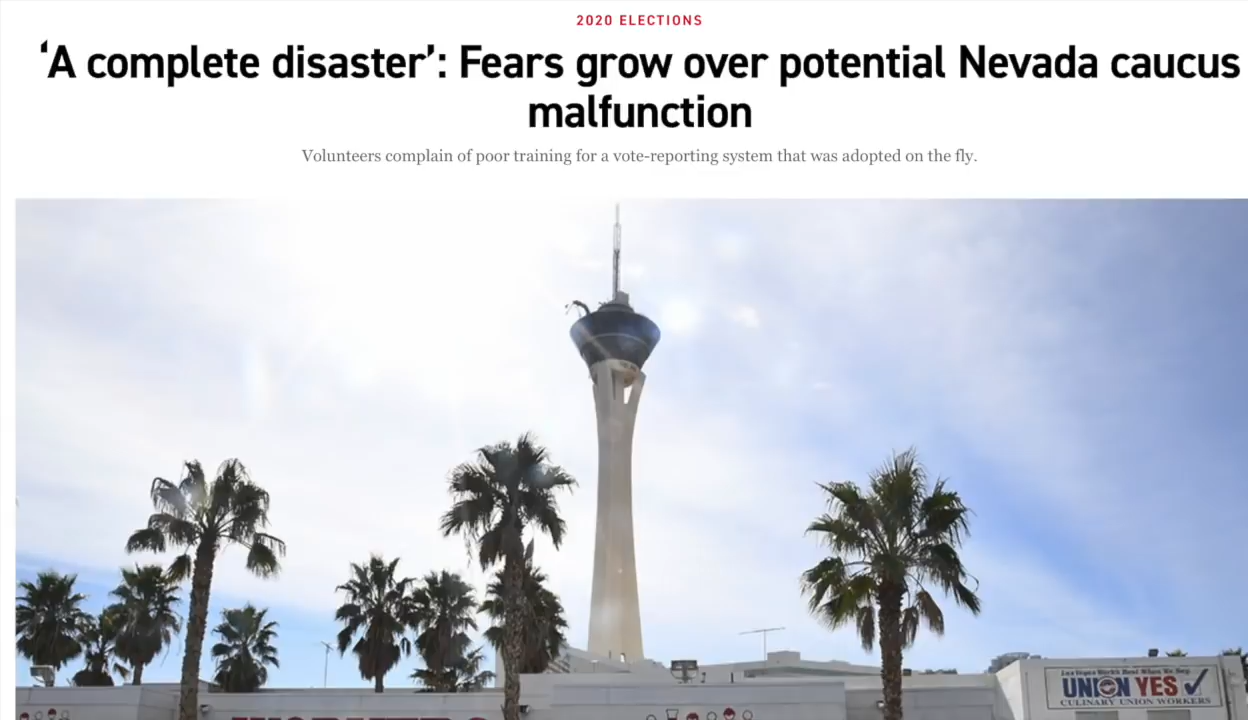 2020 ELECTIONS
‘A complete disaster’: Fears grow over potential Nevada caucus
malfunction
Volunteers complain of poor training for a vote-reporting system that was adopted on the fly.
UNION YES
CULINARY UNION WORKERS